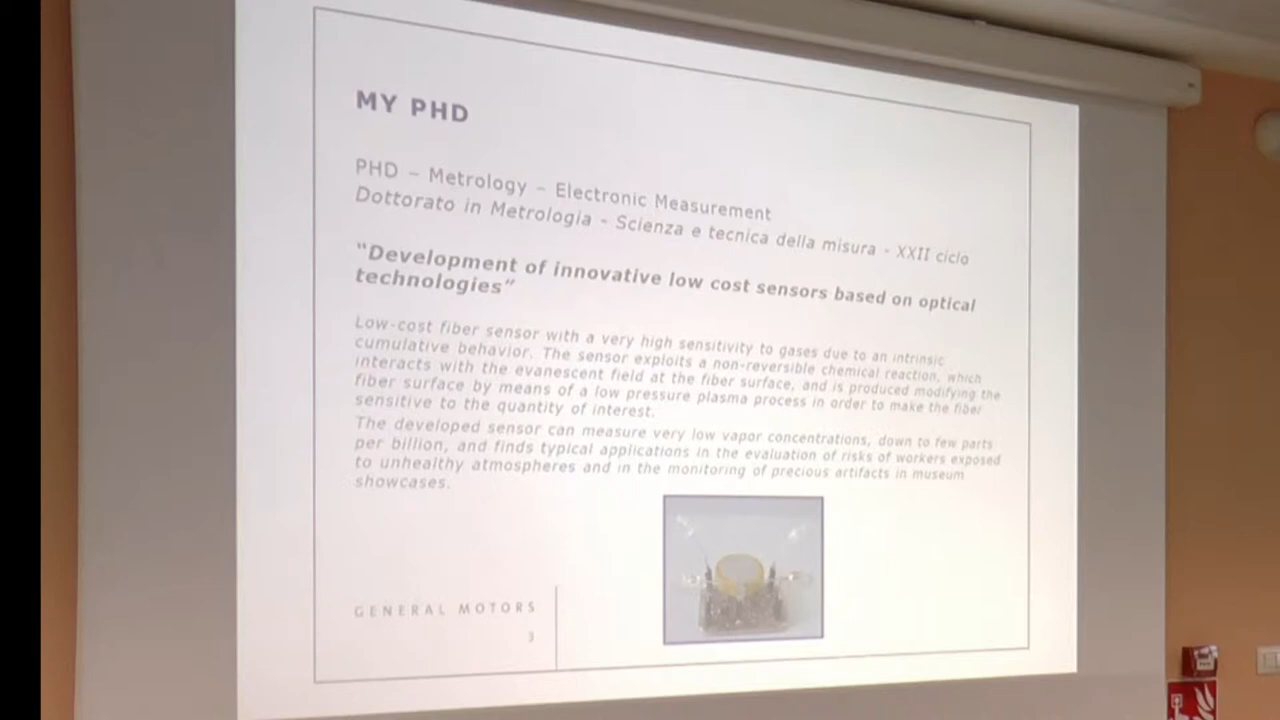 MY PHD
PHD – Metrology – Electronic Measurement
Dottorato in Metrologia - Scienza e tecnica della misura - XXII ciclo
"Development of innovative low cost sensors based on optical
technologies"
Low-cost fiber sensor with a very high sensitivity to gases due to an intrinsic
cumulative behavior. The sensor exploits a non-reversible chemical reaction, which
interacts with the evanescent field at the fiber surface, and is produced modifying the
fiber surface by means of a low pressure plasma process in order to make the fiber
sensitive to the quantity of interest.
The developed sensor can measure very low vapor concentrations, down to few parts
per billion, and finds typical applications in the evaluation of risks of workers exposed
to unhealthy atmospheres and in the monitoring of precious artifacts in museum
showcases.
GENERAL MOTORS
3